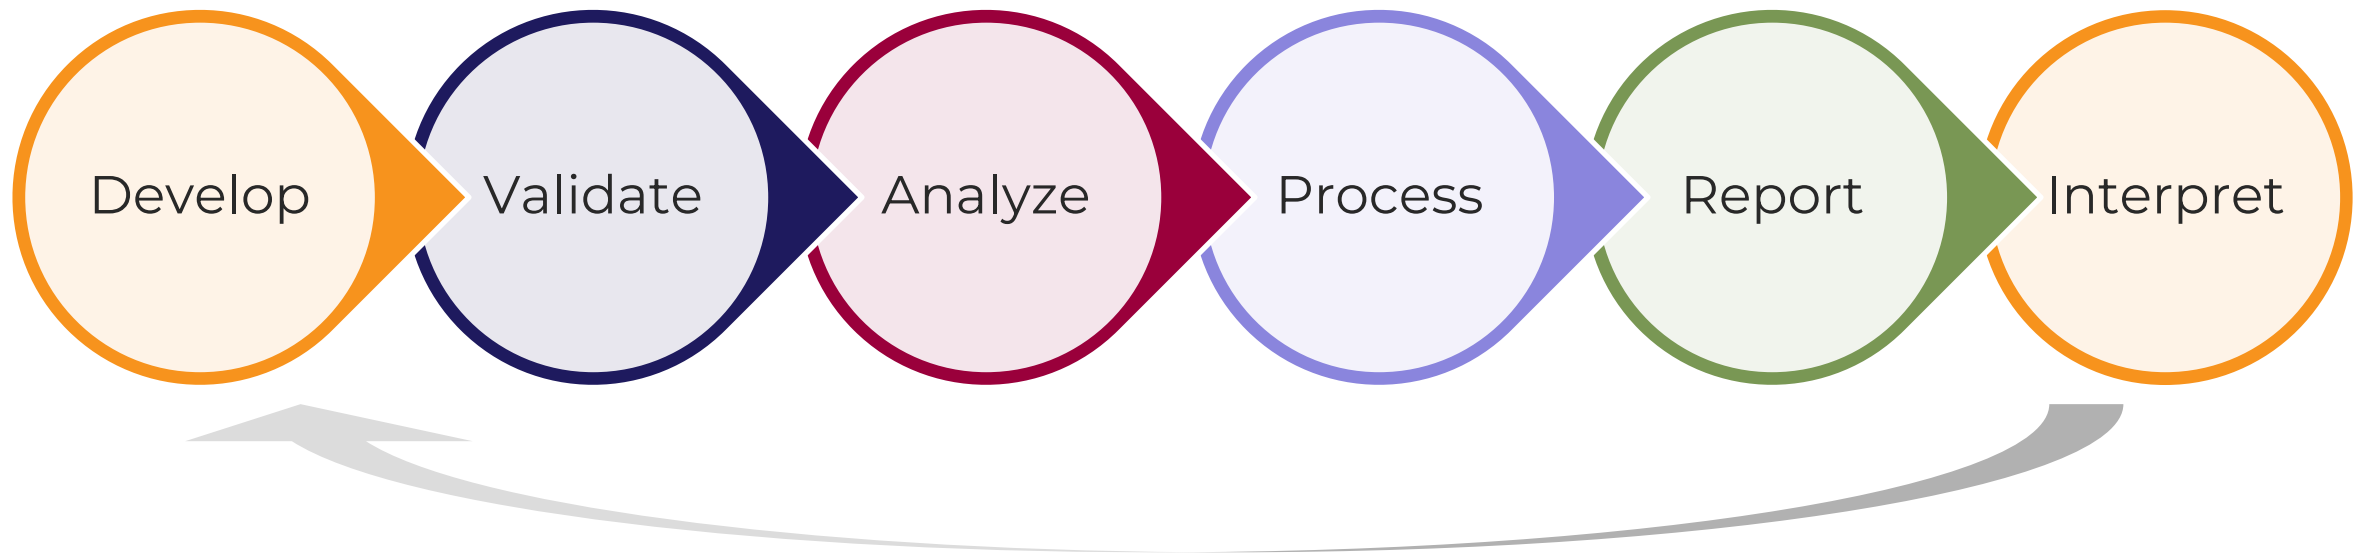 Develop
Validate
Analyze
Process
Report
Interpret